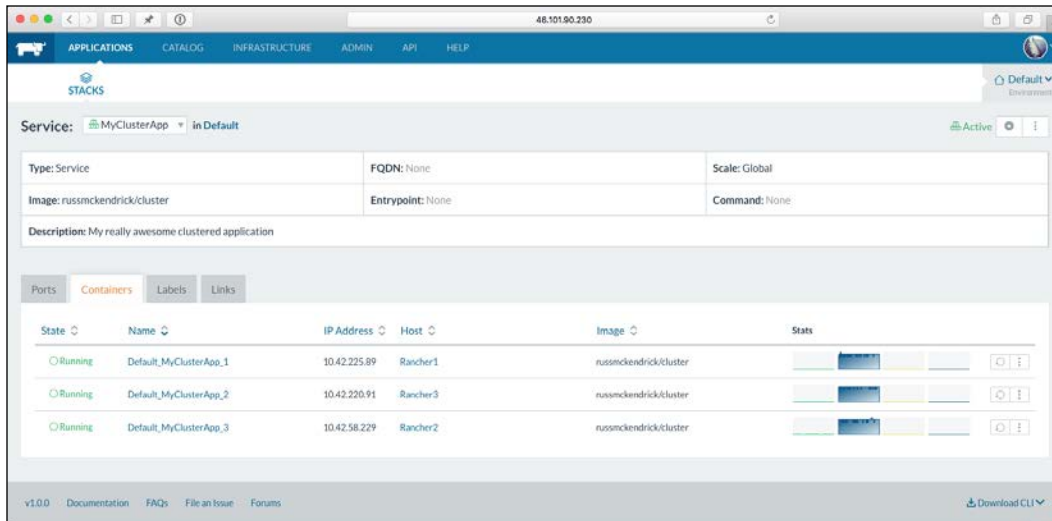 46.101.90.230
APPLICATIONS CATALOG INFRASTRUCTURE ADMIN API HELP
STACKS
Default
Environment
Service: MyClusterApp in Default
Active
Type: Service FQDN: None Scale: Global
Image: russmckendrick/cluster Entrypoint: None Command: None
Description: My really awesome clustered application
Ports Containers Labels Links
State Name IP Address Host Image Stats
Running Default_MyClusterApp_1 10.42.225.89 Rancher1 russmckendrick/cluster
Running Default_MyClusterApp_2 10.42.220.91 Rancher3 russmckendrick/cluster
Running Default_MyClusterApp_3 10.42.58.229 Rancher2 russmckendrick/cluster
v1.0.0 Documentation FAQs File an Issue Forums Download CLI